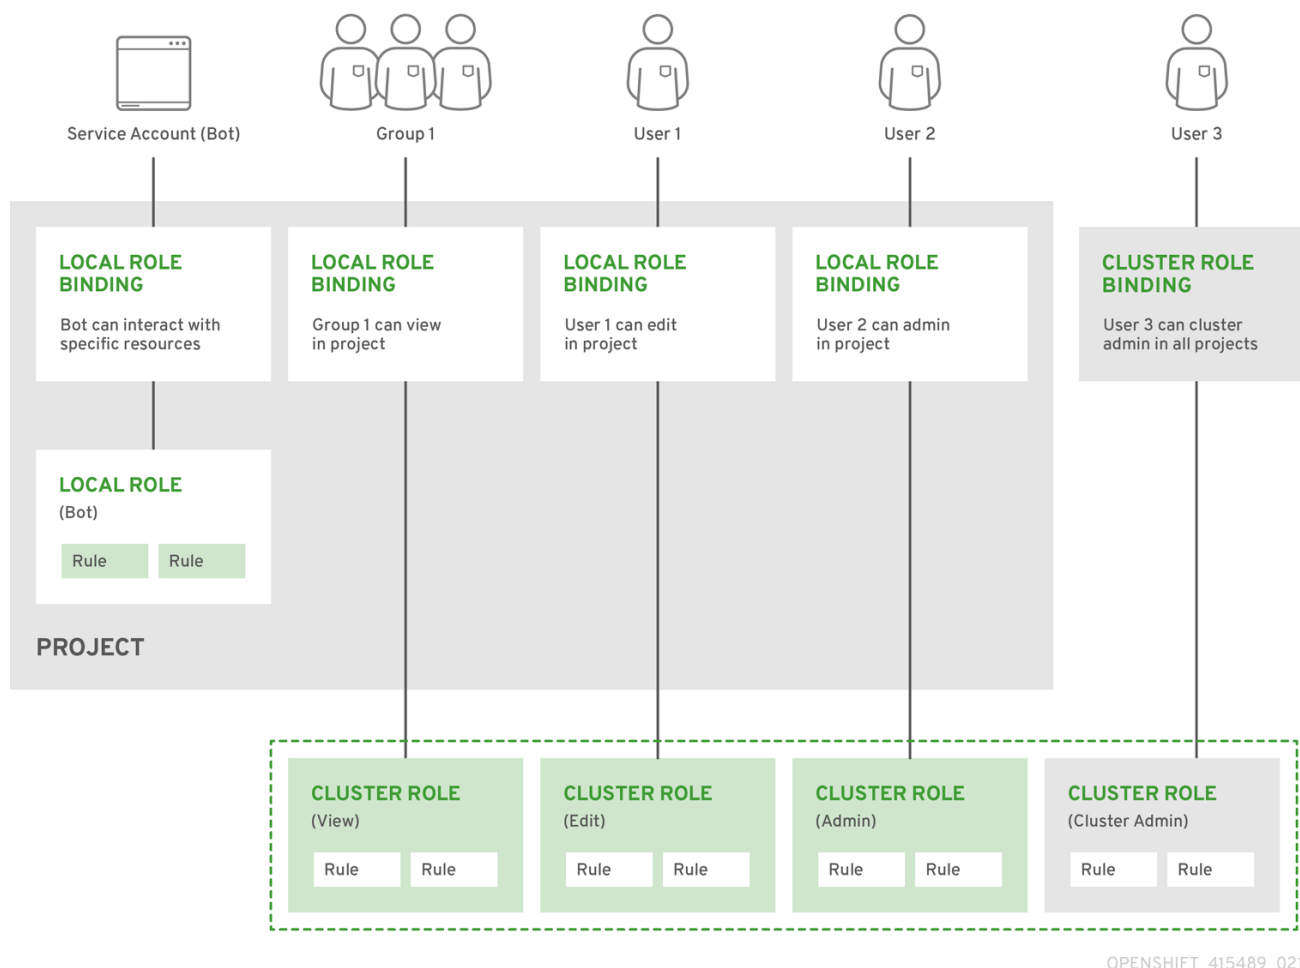 Service Account (Bot)
Group 1
User 1
User 2
User 3
LOCAL ROLE
BINDING
Bot can interact with
specific resources
LOCAL ROLE
BINDING
Group 1 can view
in project
LOCAL ROLE
BINDING
User 1 can edit
in project
LOCAL ROLE
BINDING
User 2 can admin
in project
CLUSTER ROLE
BINDING
User 3 can cluster
admin in all projects
LOCAL ROLE
(Bot)
Rule
Rule
PROJECT
CLUSTER ROLE
(View)
Rule
Rule
CLUSTER ROLE
(Edit)
Rule
Rule
CLUSTER ROLE
(Admin)
Rule
Rule
CLUSTER ROLE
(Cluster Admin)
Rule
Rule
OPENSHIFT_415489_021